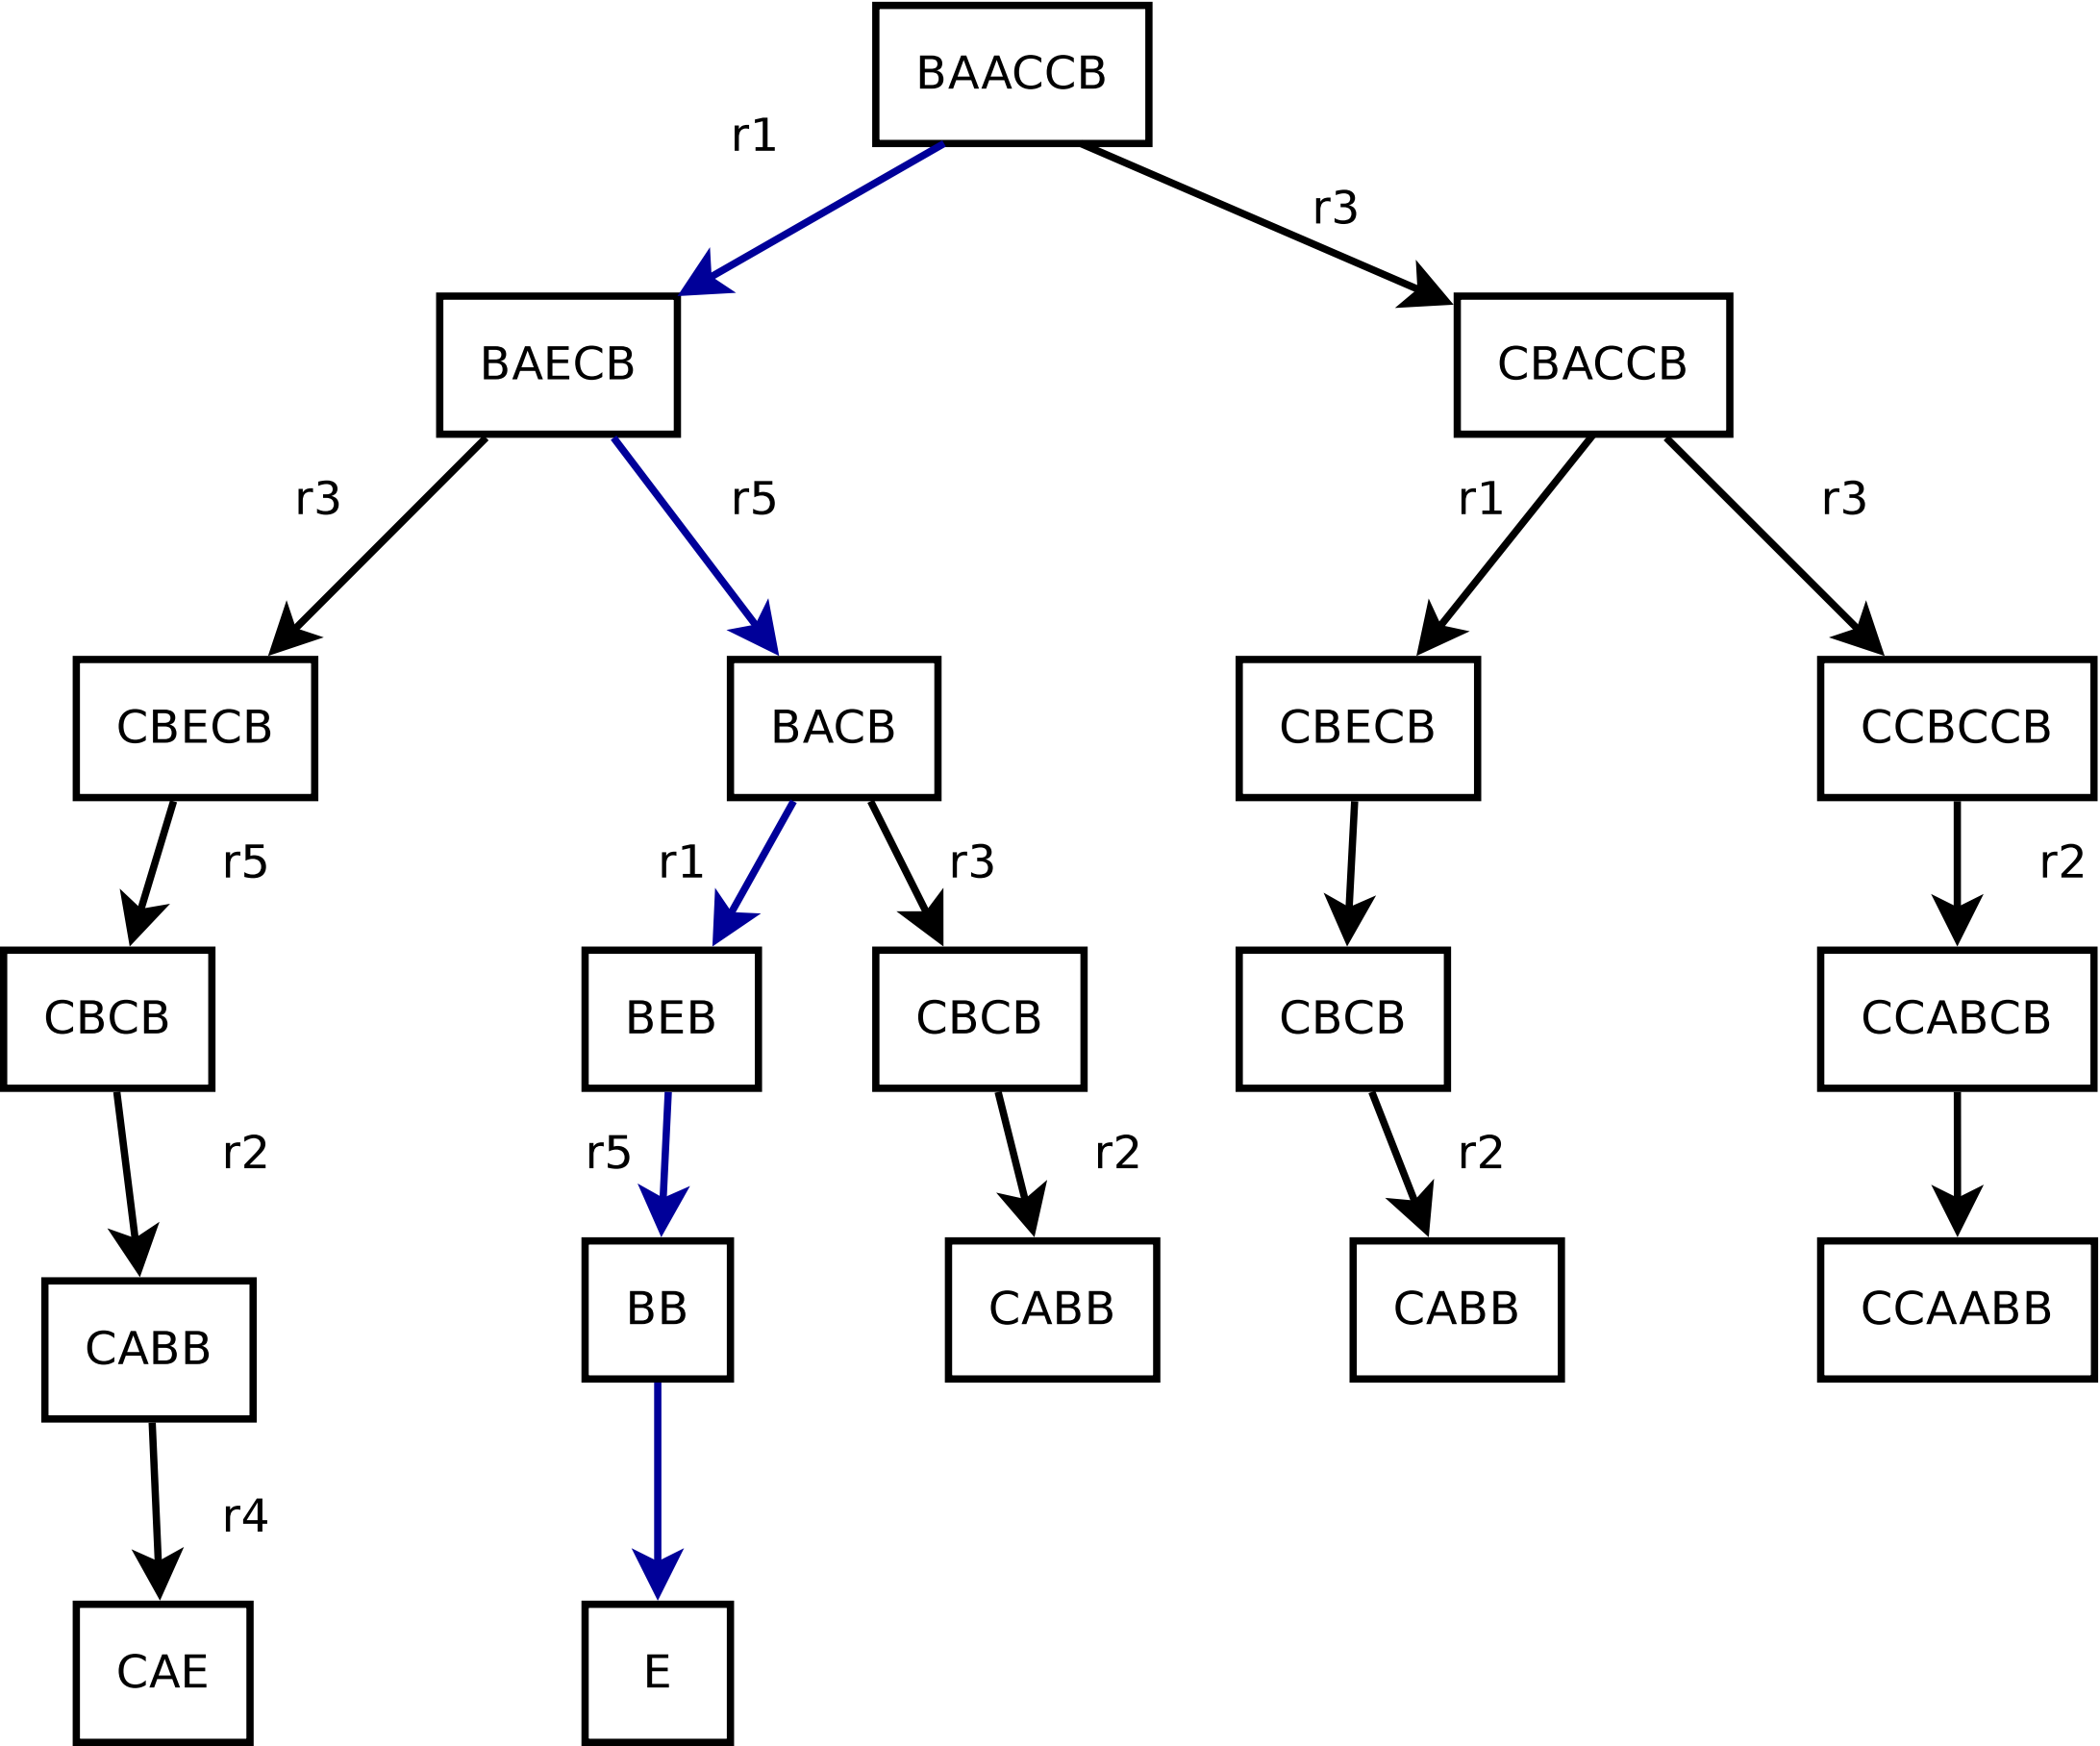 BAACCB
r1
r3
BAECB
CBACCB
r3
r5
r1
r3
CBECB
BACB
CBECB
CCBCCB
r5
r1
r3
r2
CBCB
BEB
CBCB
CBCB
CCABCB
r2
r5
r2
r2
BB
CABB
CABB
CCAABB
CABB
r4
CAE
E